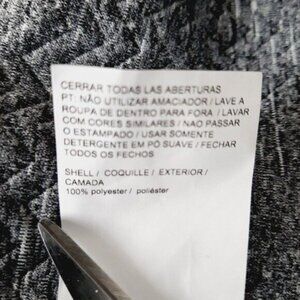 CERRAR TODAS LAS ABERTURAS
PT: NÃO UTILIZAR AMACIADOR / LAVE A
ROUPA DE DENTRO PARA FORA / LAVAR
COM CORES SIMILARES / NÃO PASSAR
O ESTAMPADO / USAR SOMENTE
DETERGENTE EM PÓ SUAVE / FECHAR
TODOS OS FECHOS
SHELL / COQUILLE / EXTERIOR /
CAMADA
100% polyester / poliéster